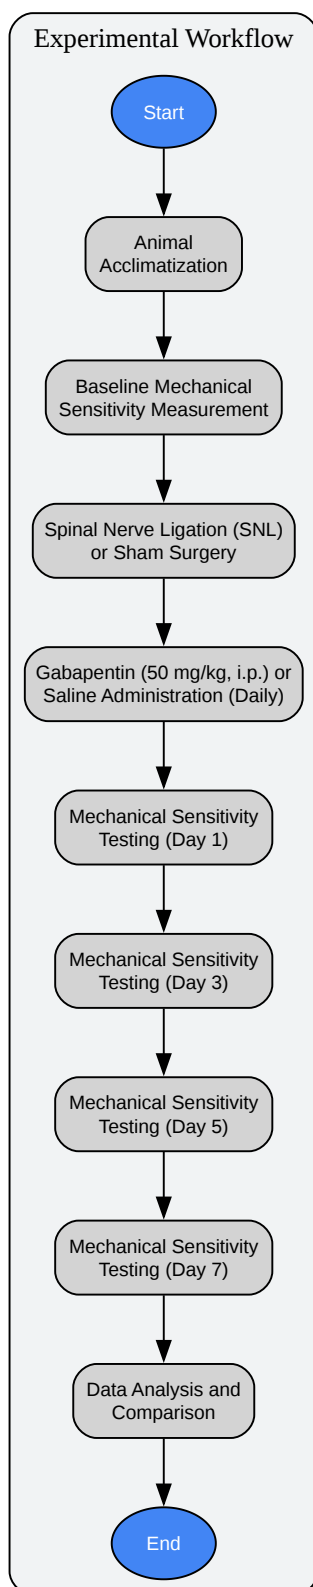 Experimental Workflow
Start
Animal
Acclimatization
Baseline Mechanical
Sensitivity Measurement
Spinal Nerve Ligation (SNL)
or Sham Surgery
Gabapentin (50 mg/kg, i.p.) or
Saline Administration (Daily)
Mechanical Sensitivity
Testing (Day 1)
Mechanical Sensitivity
Testing (Day 3)
Mechanical Sensitivity
Testing (Day 5)
Mechanical Sensitivity
Testing (Day 7)
Data Analysis and
Comparison
End